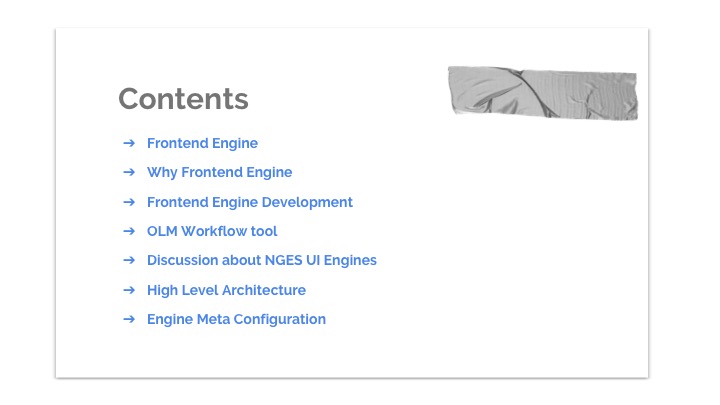 Contents
➔ Frontend Engine
➔ Why Frontend Engine
➔ Frontend Engine Development
➔ OLM Workflow tool
➔ Discussion about NGES UI Engines
➔ High Level Architecture
➔ Engine Meta Configuration